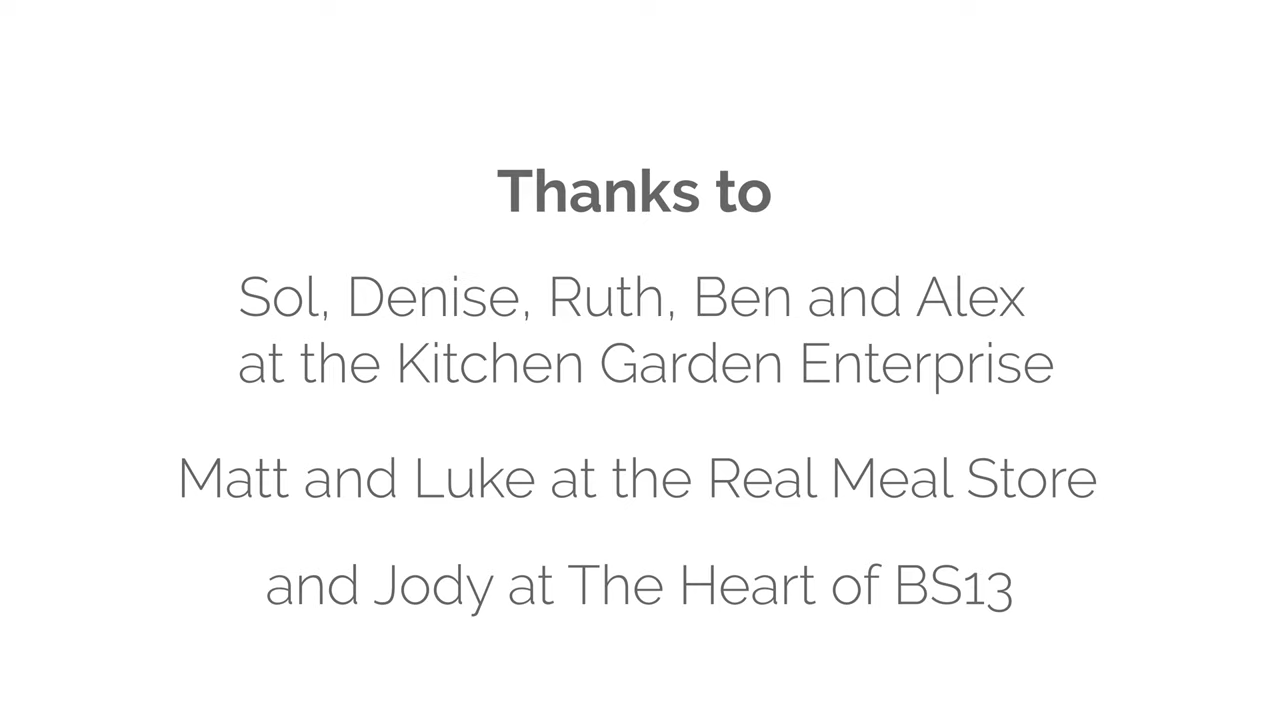 Thanks to
Sol, Denise, Ruth, Ben and Alex
at the Kitchen Garden Enterprise
Matt and Luke at the Real Meal Store
and Jody at The Heart of BS13